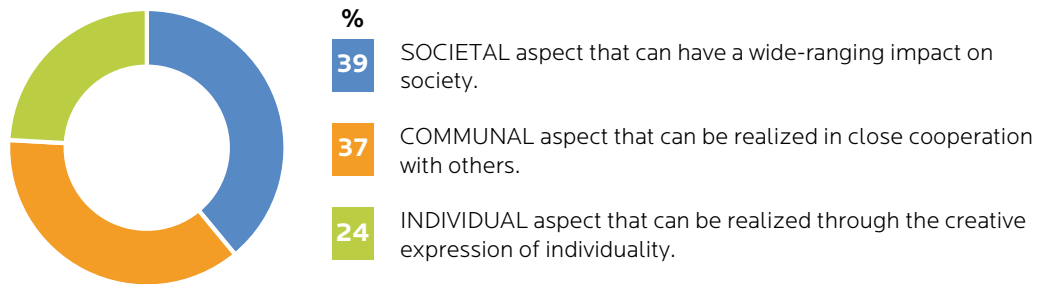 %
39 SOCIETAL aspect that can have a wide-ranging impact on
society.
37 COMMUNAL aspect that can be realized in close cooperation
with others.
24 INDIVIDUAL aspect that can be realized through the creative
expression of individuality.